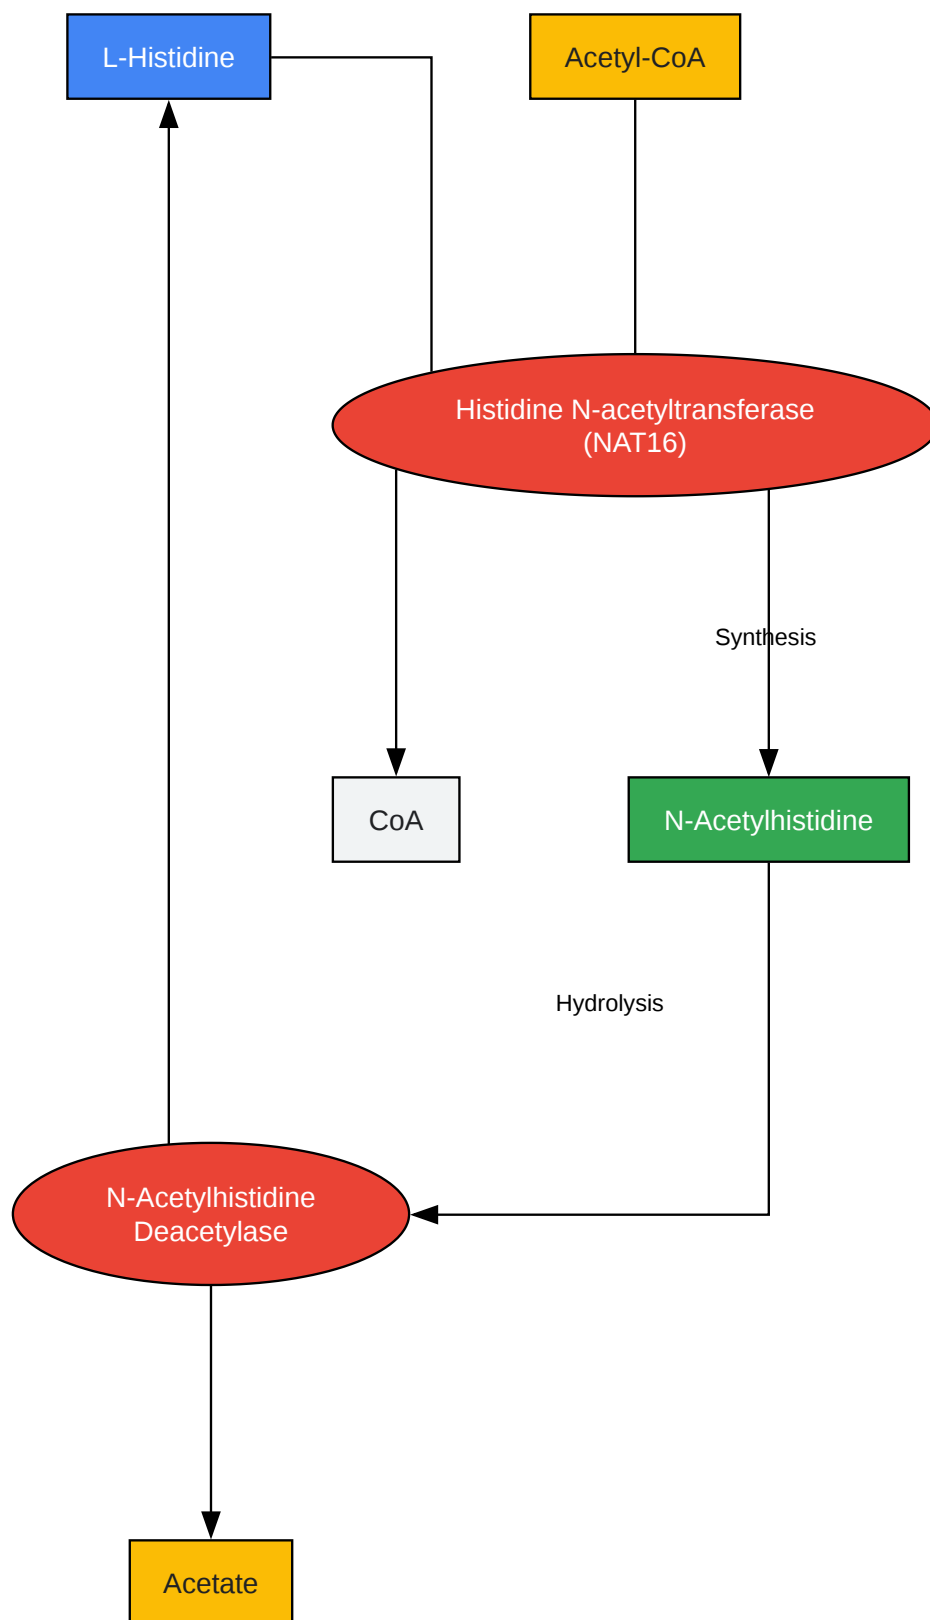 L-Histidine
Acetyl-CoA
Histidine N-acetyltransferase
(NAT16)
Synthesis
CoA
N-Acetylhistidine
Hydrolysis
N-Acetylhistidine
Deacetylase
Acetate